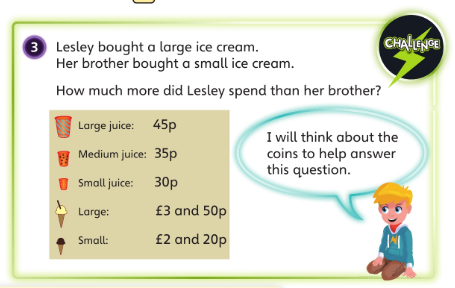 3 Lesley bought a large ice cream.
Her brother bought a small ice cream.
CHALLENGE
How much more did Lesley spend than her brother?
Large juice: 45p
Medium juice: 35p
Small juice: 30p
Large: £3 and 50p
Small: £2 and 20p
I will think about the
coins to help answer
this question.